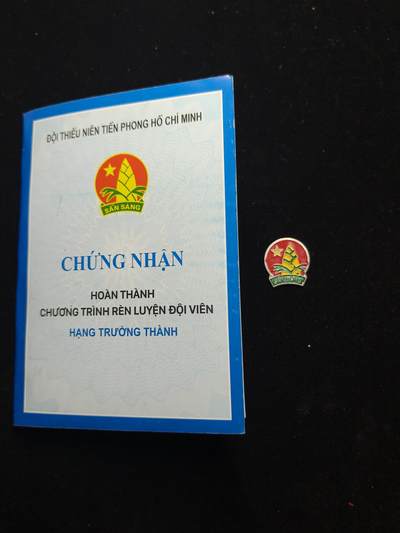 ĐỘI THIẾU NIÊN TIỀN PHONG HỒ CHÍ MINH
SẴN SÀNG
CHỨNG NHẬN
HOÀN THÀNH
CHƯƠNG TRÌNH RÈN LUYỆN ĐỘI VIÊN
HẠNG TRƯỞNG THÀNH